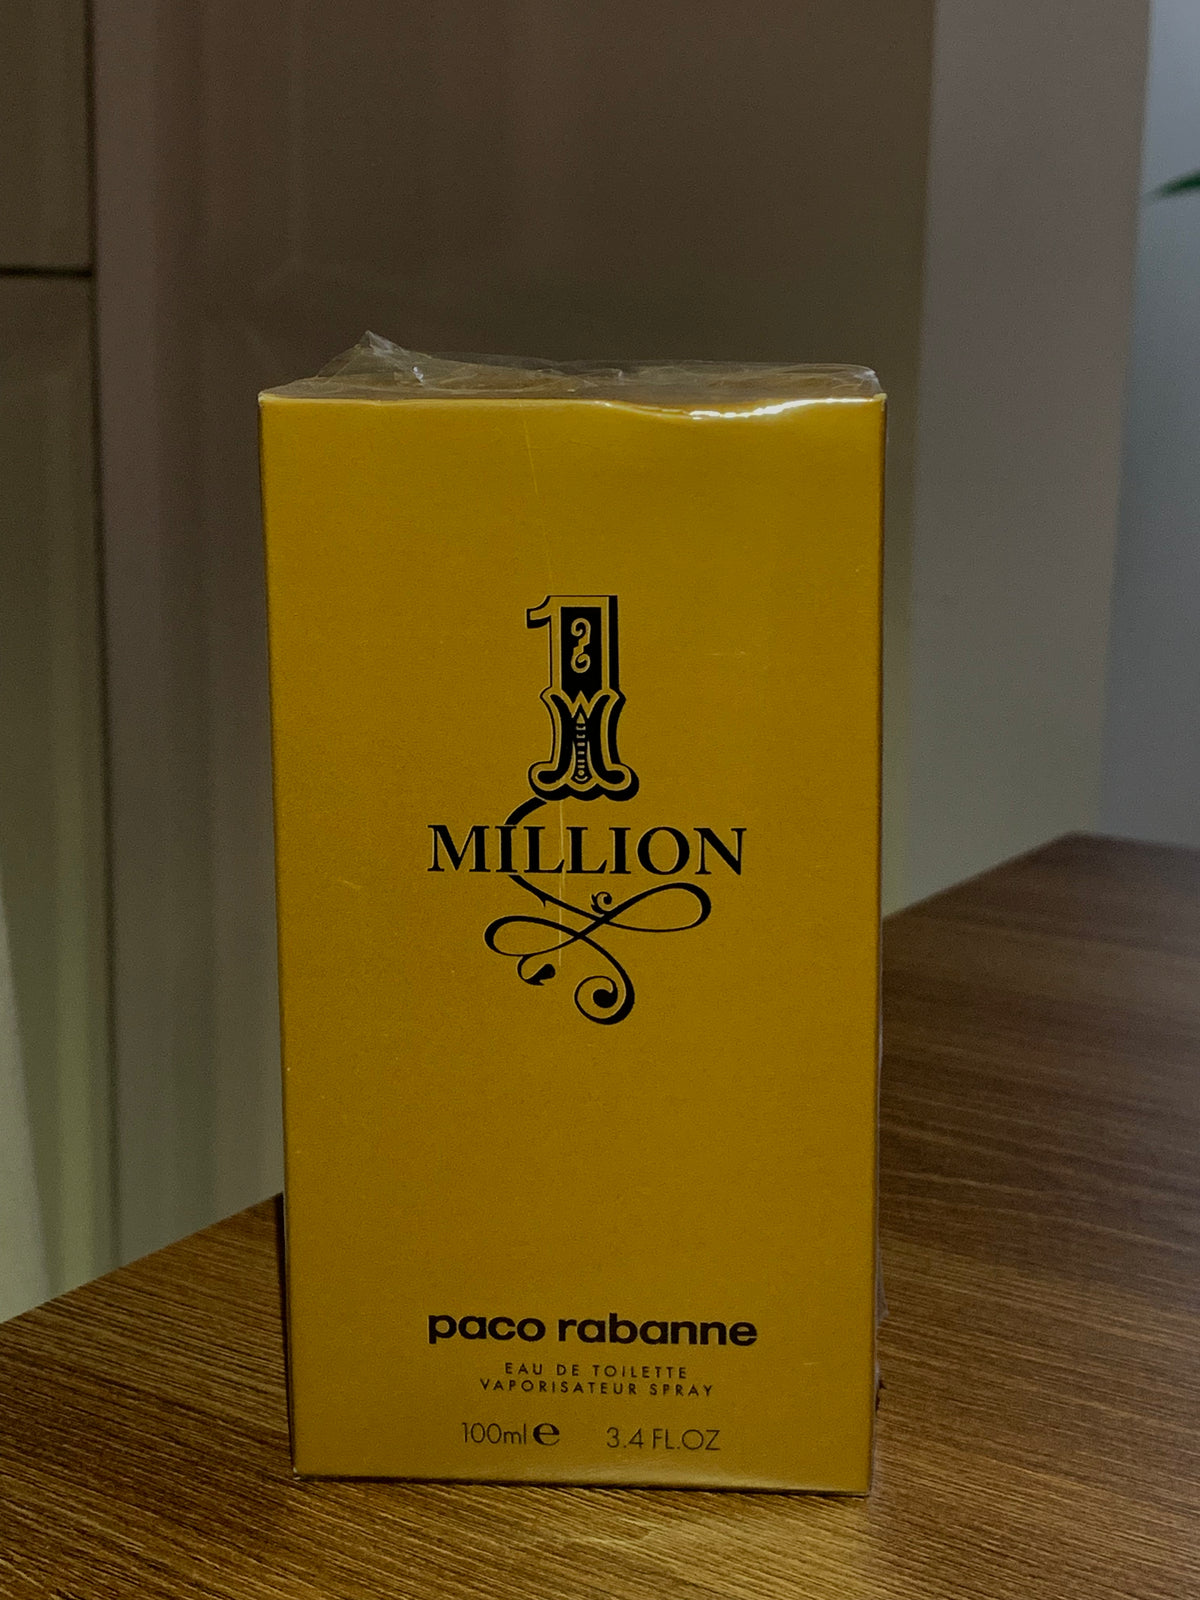 1
MILLION
paco rabanne
EAU DE TOILETTE
VAPORISATEUR SPRAY
100ml e 3.4 FL.OZ